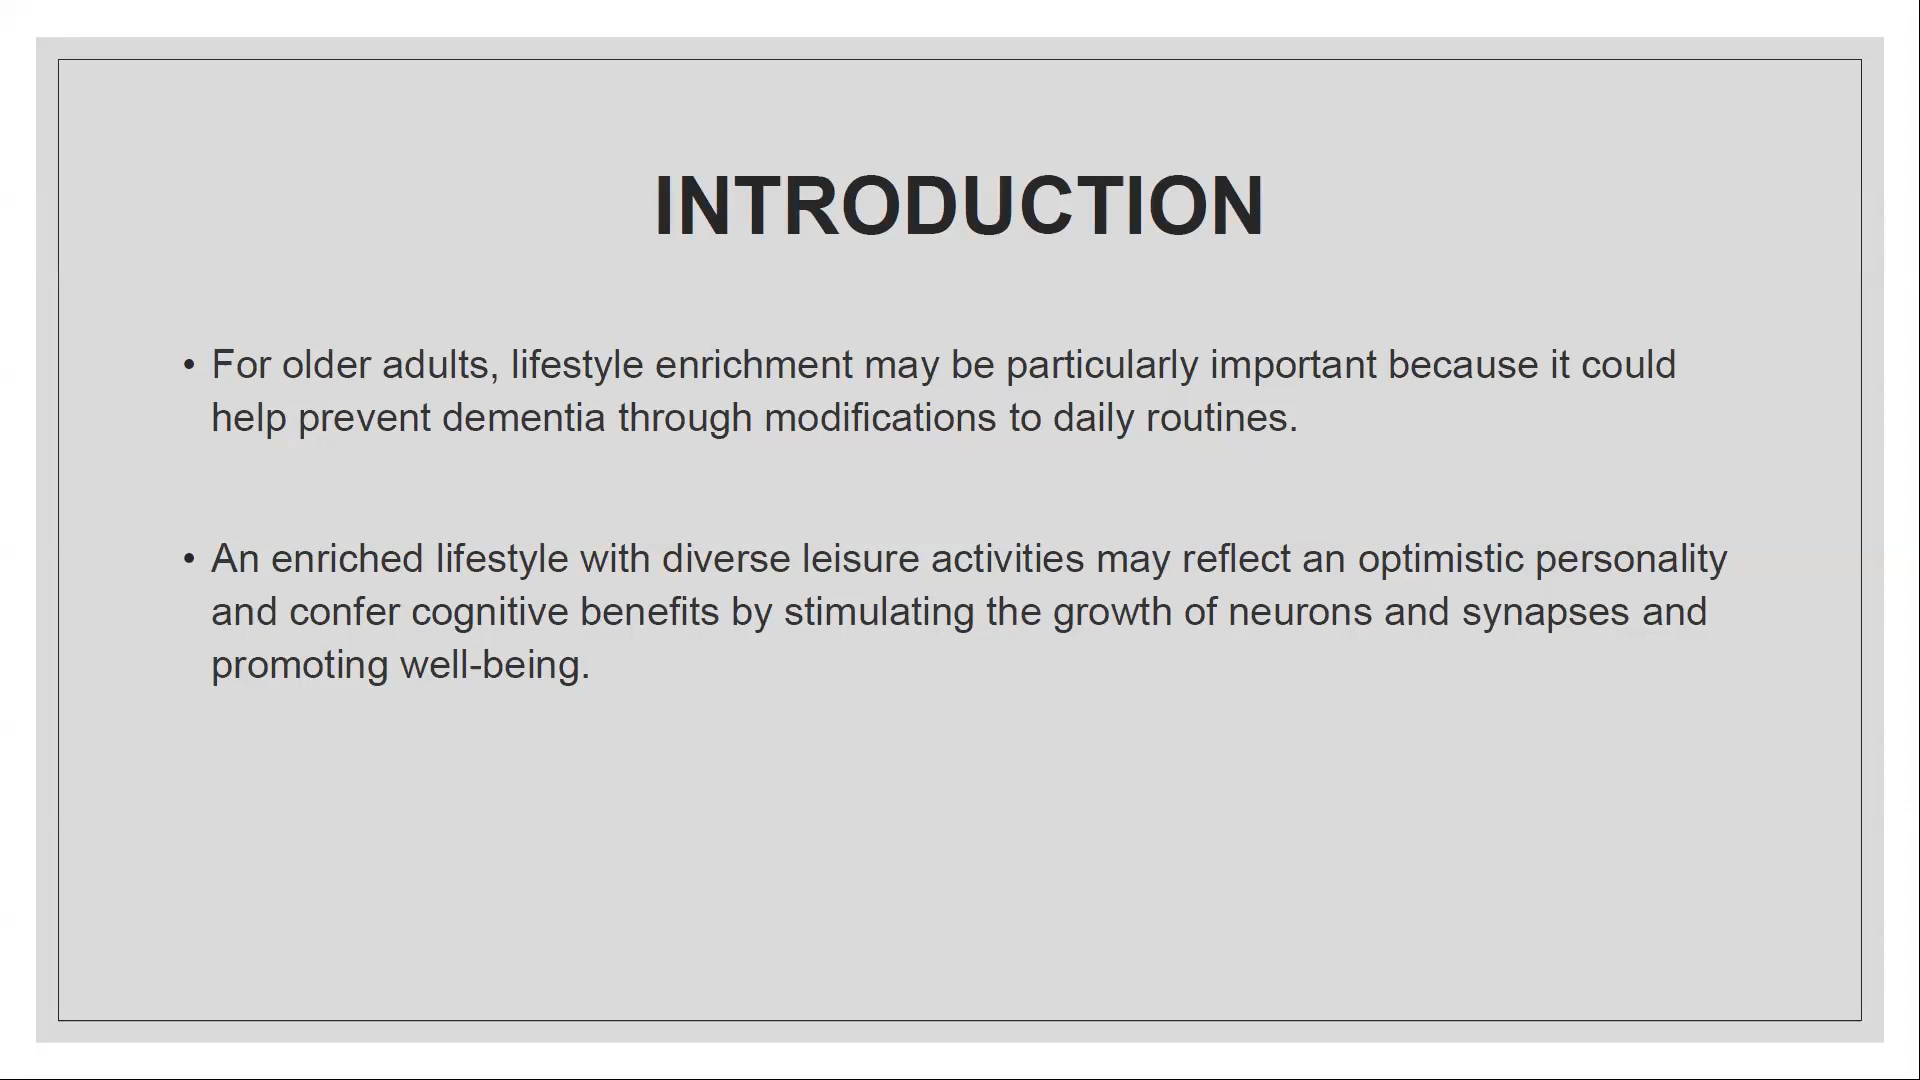 INTRODUCTION
• For older adults, lifestyle enrichment may be particularly important because it could
help prevent dementia through modifications to daily routines.
• An enriched lifestyle with diverse leisure activities may reflect an optimistic personality
and confer cognitive benefits by stimulating the growth of neurons and synapses and
promoting well-being.